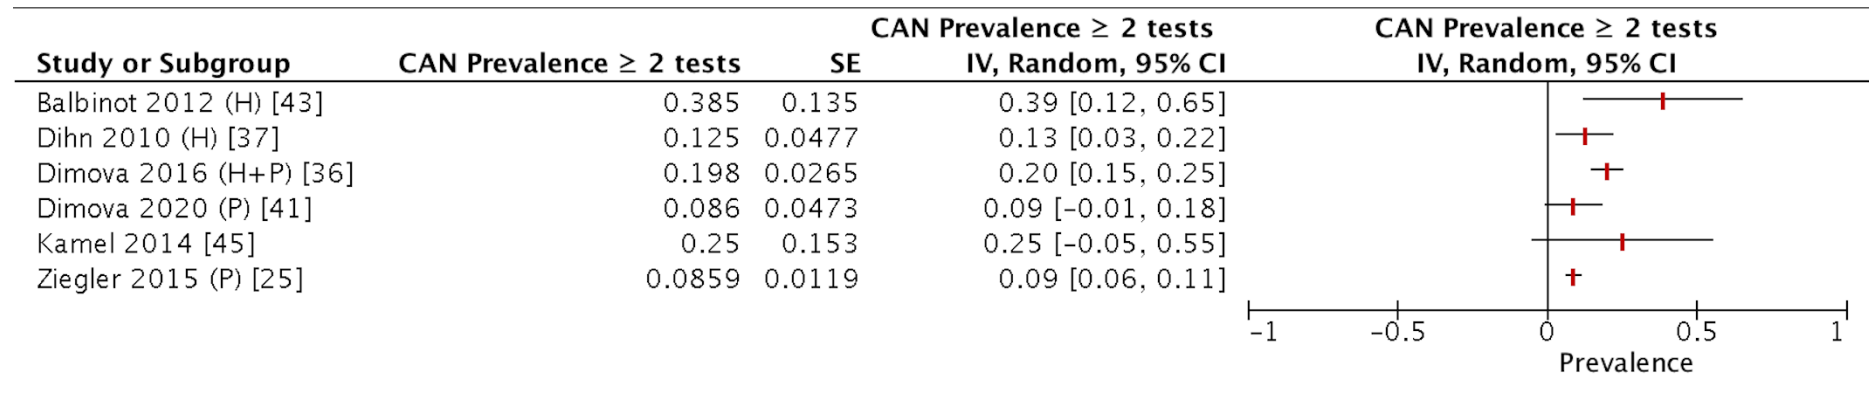 CAN Prevalence ≥ 2 tests CAN Prevalence ≥ 2 tests
Study or Subgroup CAN Prevalence ≥ 2 tests SE IV, Random, 95% CI IV, Random, 95% CI
Balbinot 2012 (H) [43] 0.385 0.135 0.39 [0.12, 0.65]
Dihn 2010 (H) [37] 0.125 0.0477 0.13 [0.03, 0.22]
Dimova 2016 (H+P) [36] 0.198 0.0265 0.20 [0.15, 0.25]
Dimova 2020 (P) [41] 0.086 0.0473 0.09 [-0.01, 0.18]
Kamel 2014 [45] 0.25 0.153 0.25 [-0.05, 0.55]
Ziegler 2015 (P) [25] 0.0859 0.0119 0.09 [0.06, 0.11]
-1 -0.5 0 0.5 1
Prevalence